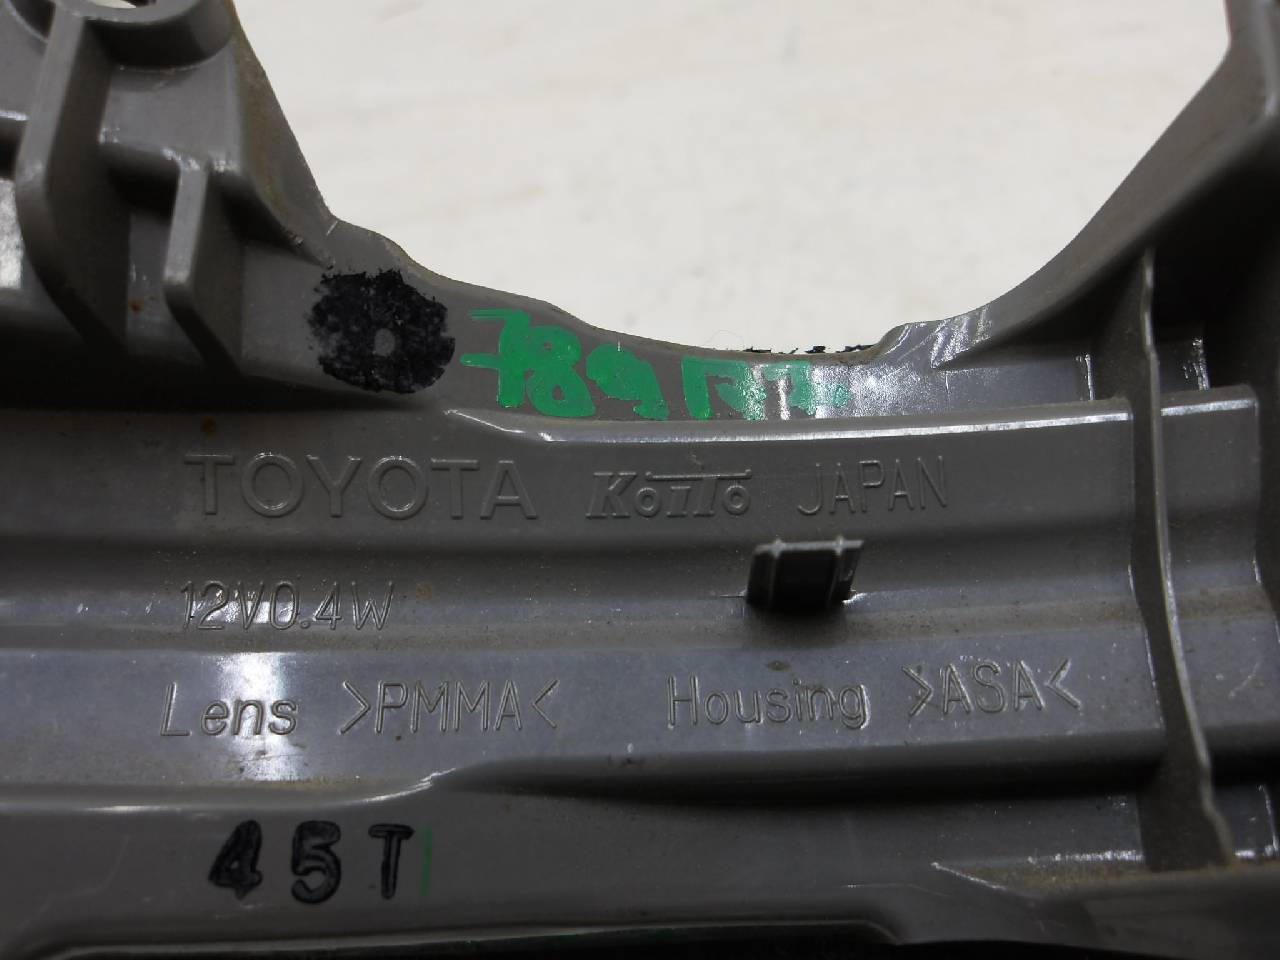 TOYOTA KOITO JAPAN
12V0.4W
Lens >PMMA<
Housing >ASA<
45T